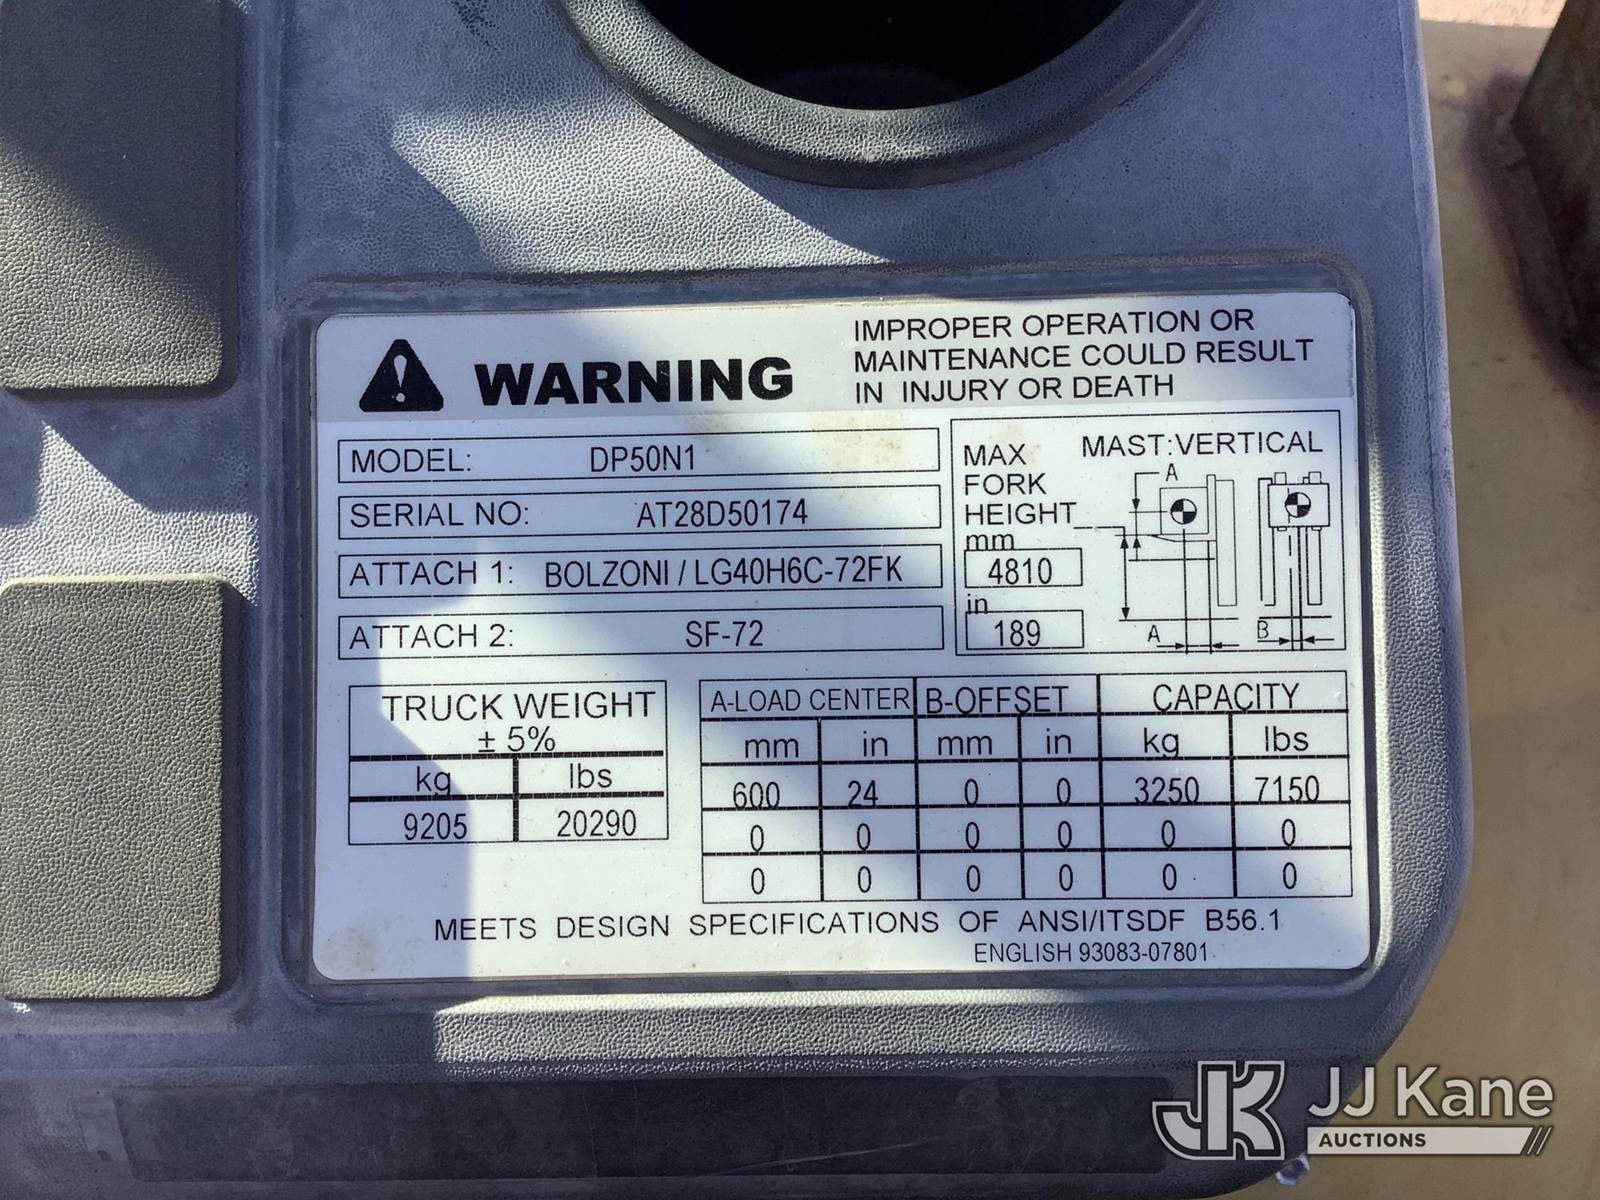 WARNING
IMPROPER OPERATION OR
MAINTENANCE COULD RESULT
IN INJURY OR DEATH
MODEL: DP50N1
SERIAL NO: AT28D50174
ATTACH 1: BOLZONI / LG40H6C-72FK
ATTACH 2: SF-72
MAX
FORK
HEIGHT
mm
4810
in
189
MAST:VERTICAL
A
A
B
TRUCK WEIGHT
± 5%
kg lbs
9205 20290
A-LOAD CENTER B-OFFSET CAPACITY
mm in mm in kg lbs
600 24 0 0 3250 7150
0 0 0 0 0 0
0 0 0 0 0 0
MEETS DESIGN SPECIFICATIONS OF ANSI/ITSDF B56.1
ENGLISH 93083-07801
JK JJ Kane
AUCTIONS